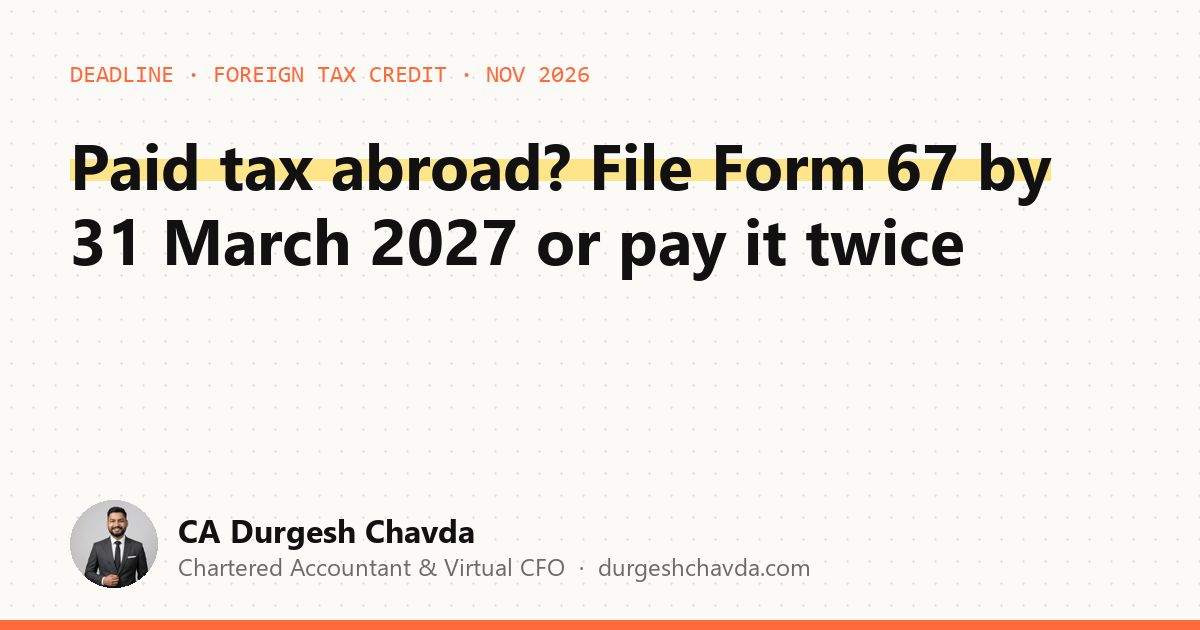 DEADLINE · FOREIGN TAX CREDIT · NOV 2026
Paid tax abroad? File Form 67 by
31 March 2027 or pay it twice
CA Durgesh Chavda
Chartered Accountant & Virtual CFO · durgeshchavda.com